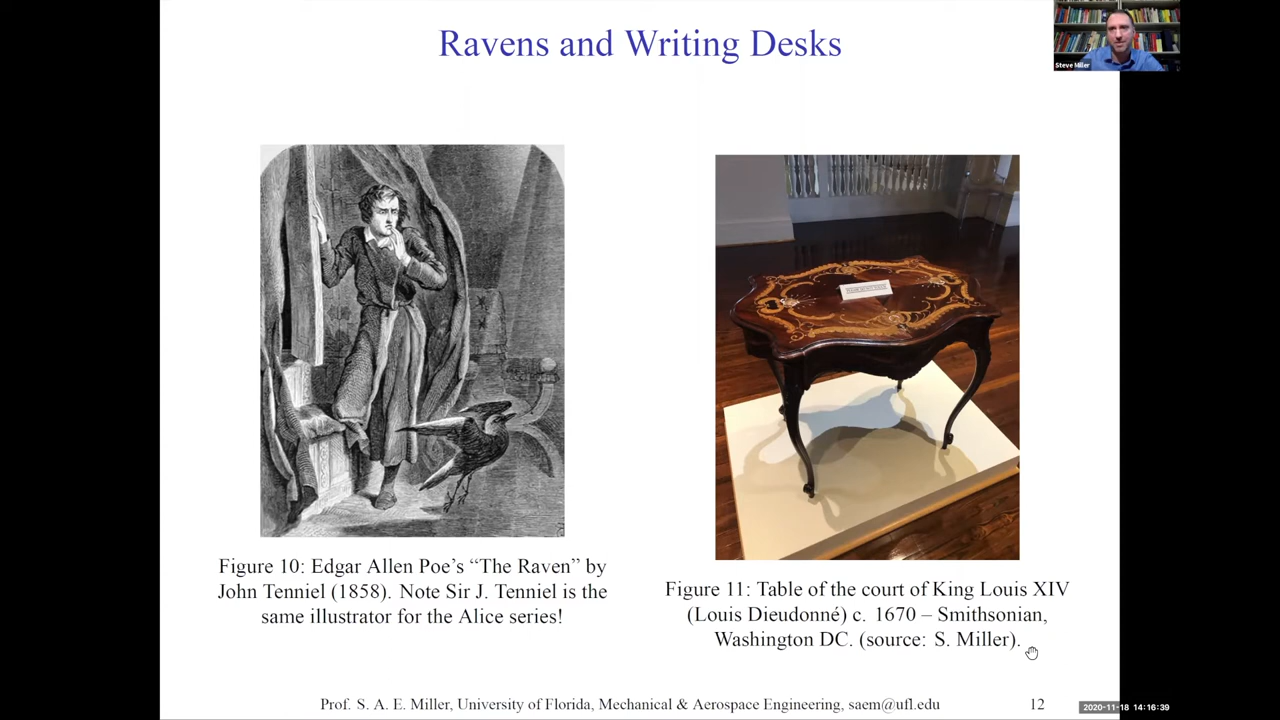 Ravens and Writing Desks
Steve Miller
Figure 10: Edgar Allen Poe's “The Raven” by
John Tenniel (1858). Note Sir J. Tenniel is the
same illustrator for the Alice series!
Figure 11: Table of the court of King Louis XIV
(Louis Dieudonné) c. 1670 – Smithsonian,
Washington DC. (source: S. Miller).
Prof. S. A. E. Miller, University of Florida, Mechanical & Aerospace Engineering, saem@ufl.edu
12
2020-11-18 14:16:39